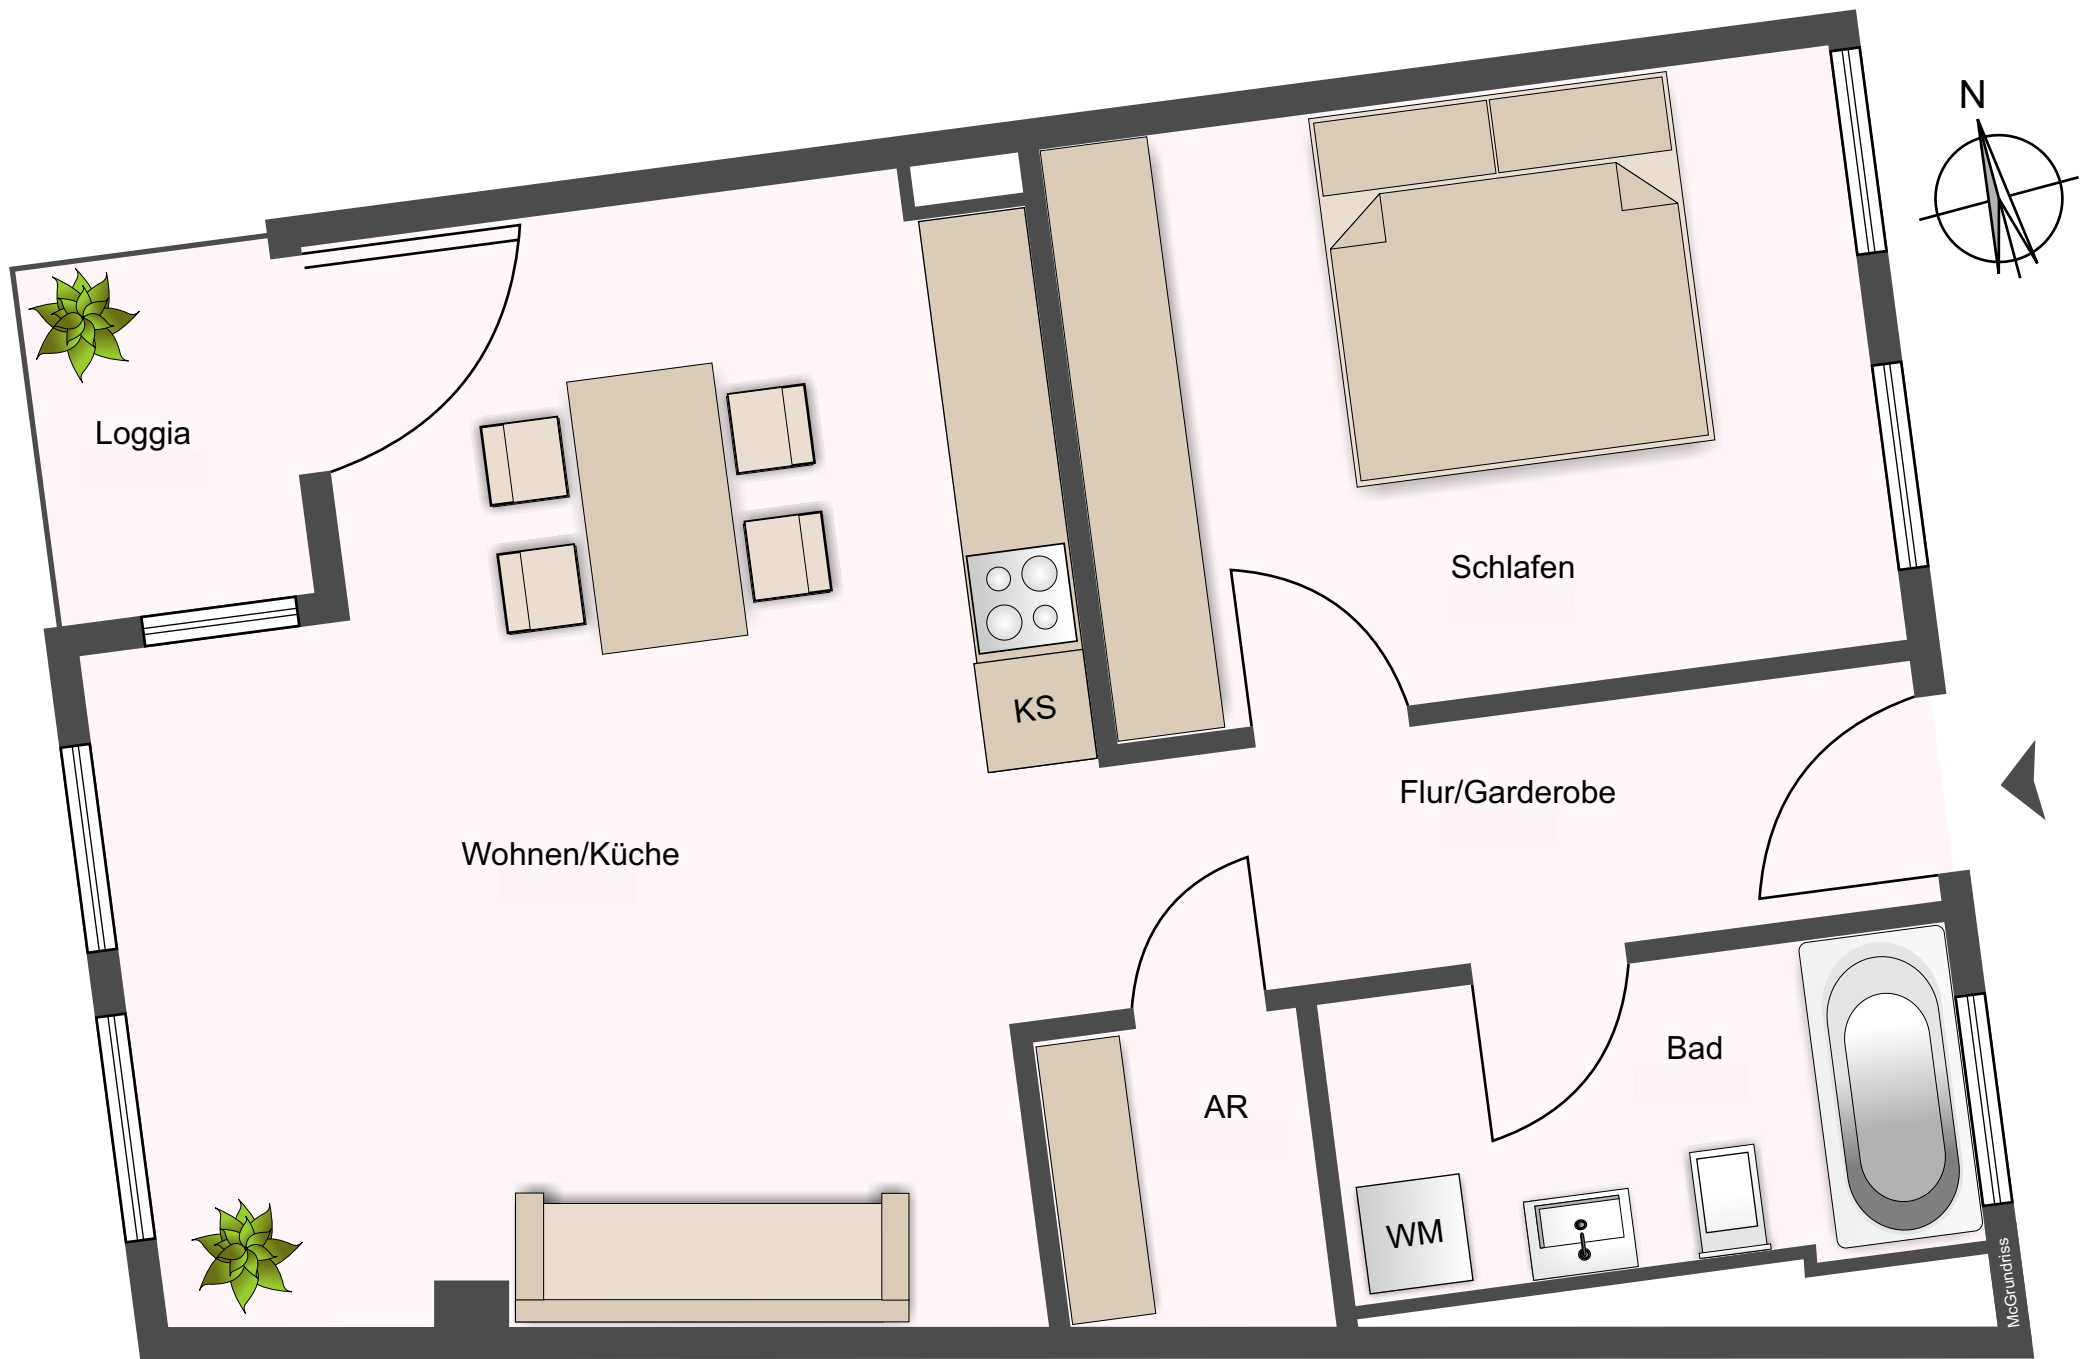 N
Loggia
Schlafen
KS
Flur/Garderobe
Wohnen/Küche
Bad
AR
WM
McGrundriss